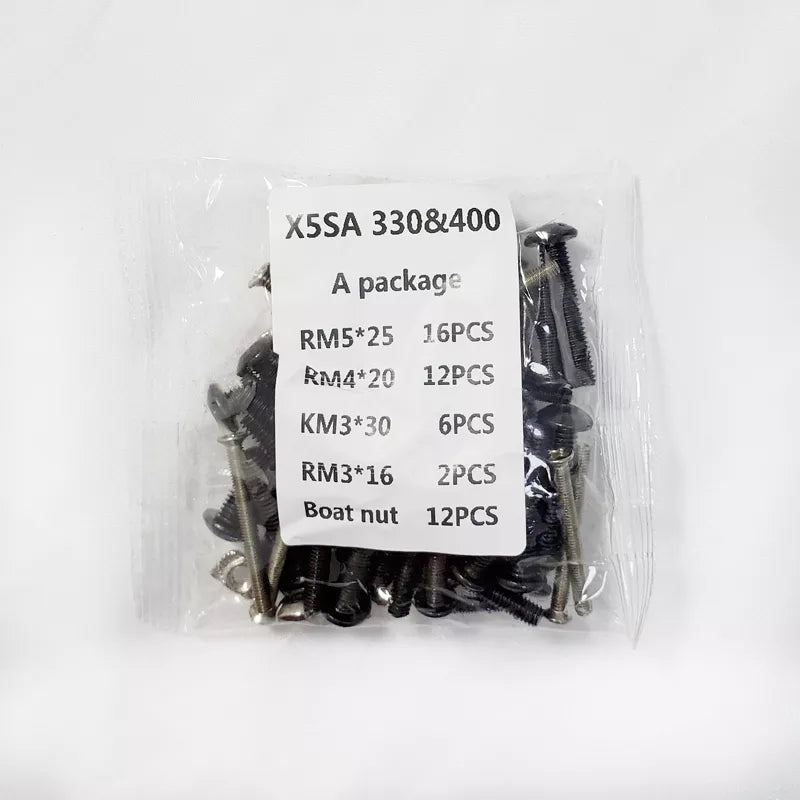 X5SA 330&400
A package
RM5*25 16PCS
RM4*20 12PCS
KM3*30 6PCS
RM3*16 2PCS
Boat nut 12PCS